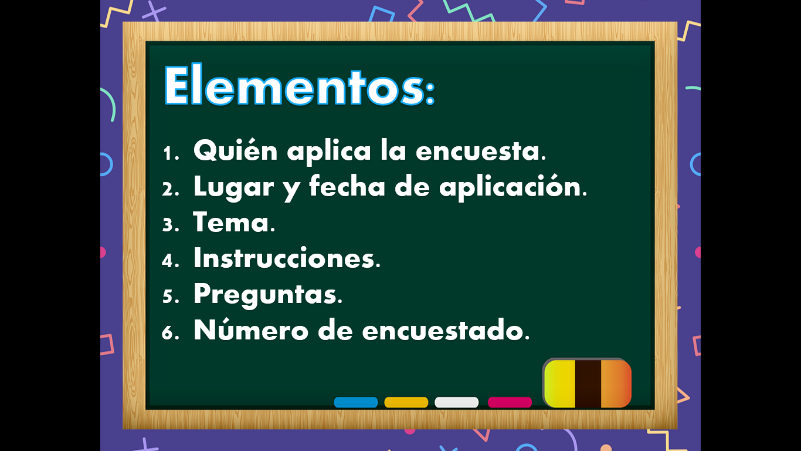 Elementos:
1. Quién aplica la encuesta.
2. Lugar y fecha de aplicación.
3. Tema.
4. Instrucciones.
5. Preguntas.
6. Número de encuestado.